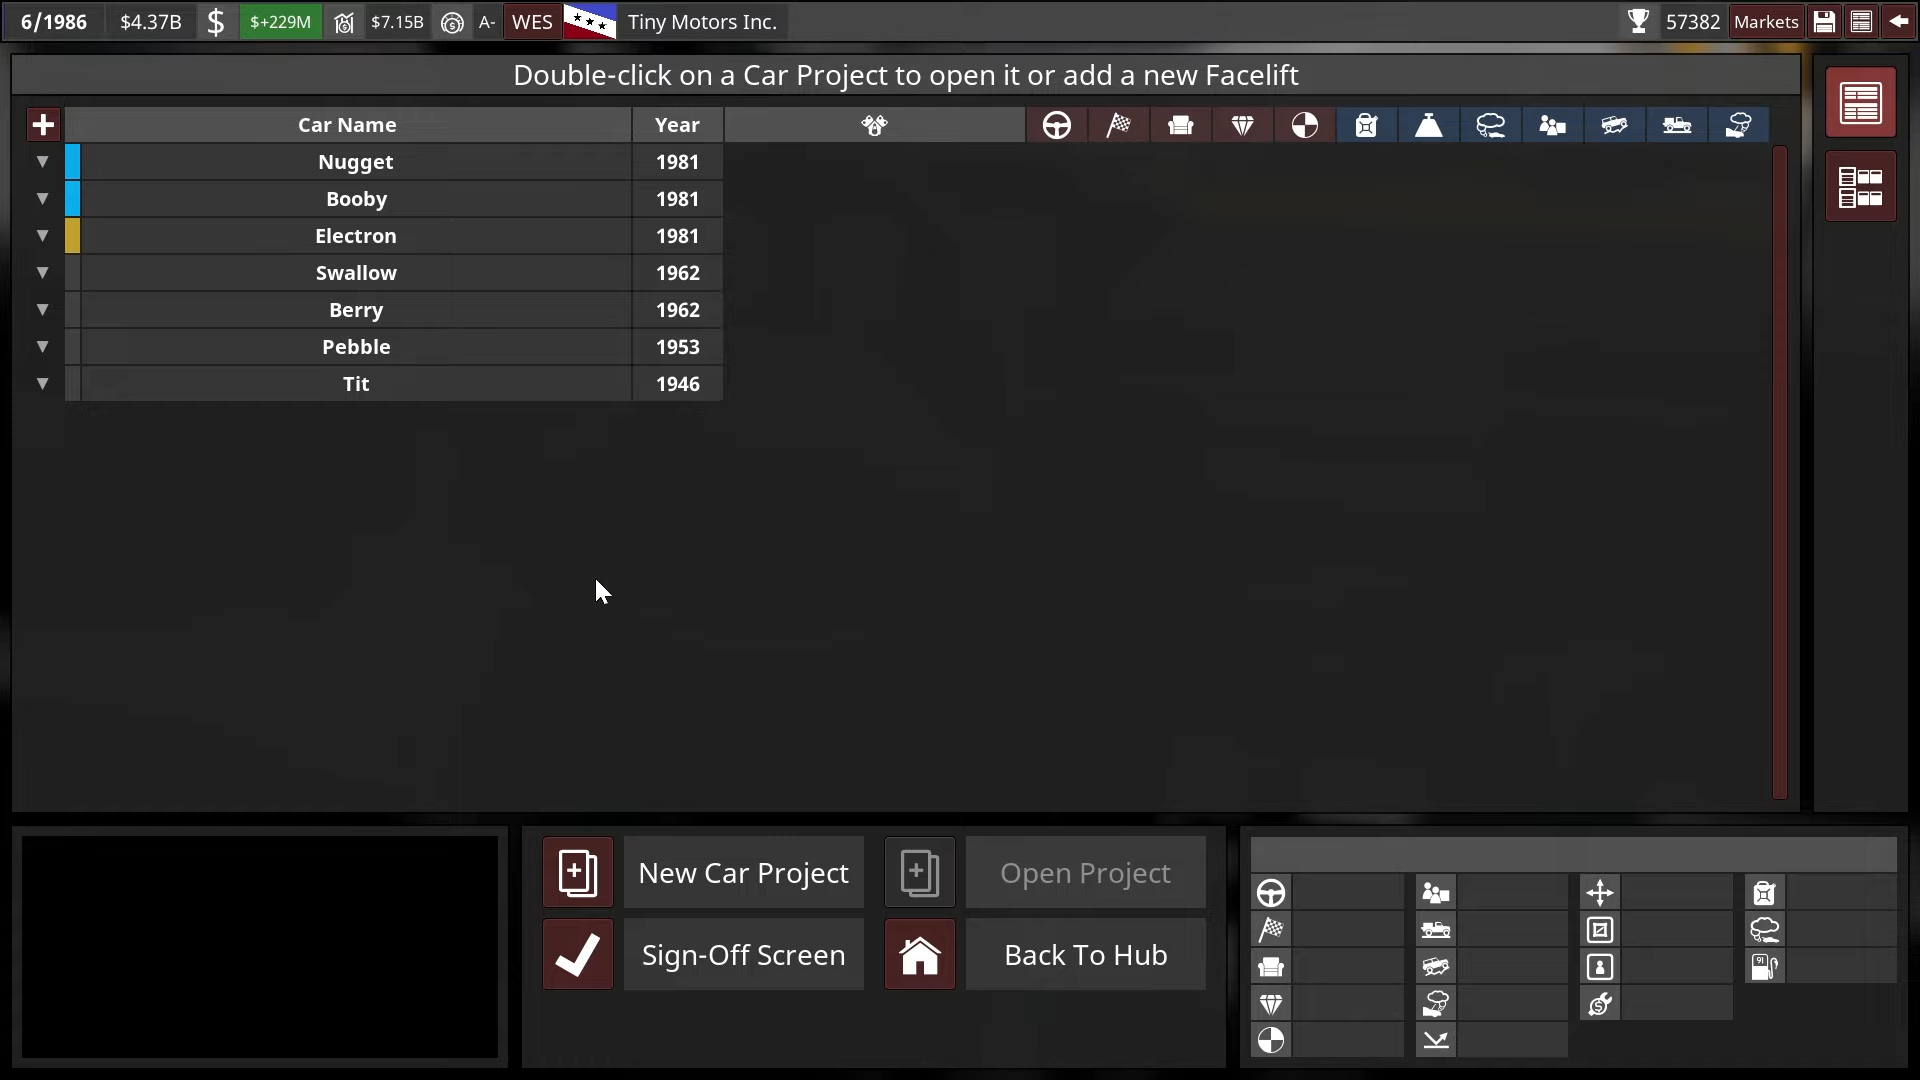 6/1986 $4.37B $ $+229M $7.15B A- WES Tiny Motors Inc. 57382 Markets
Double-click on a Car Project to open it or add a new Facelift
Car Name Year
Nugget 1981
Booby 1981
Electron 1981
Swallow 1962
Berry 1962
Pebble 1953
Tit 1946
New Car Project Open Project
Sign-Off Screen Back To Hub
91